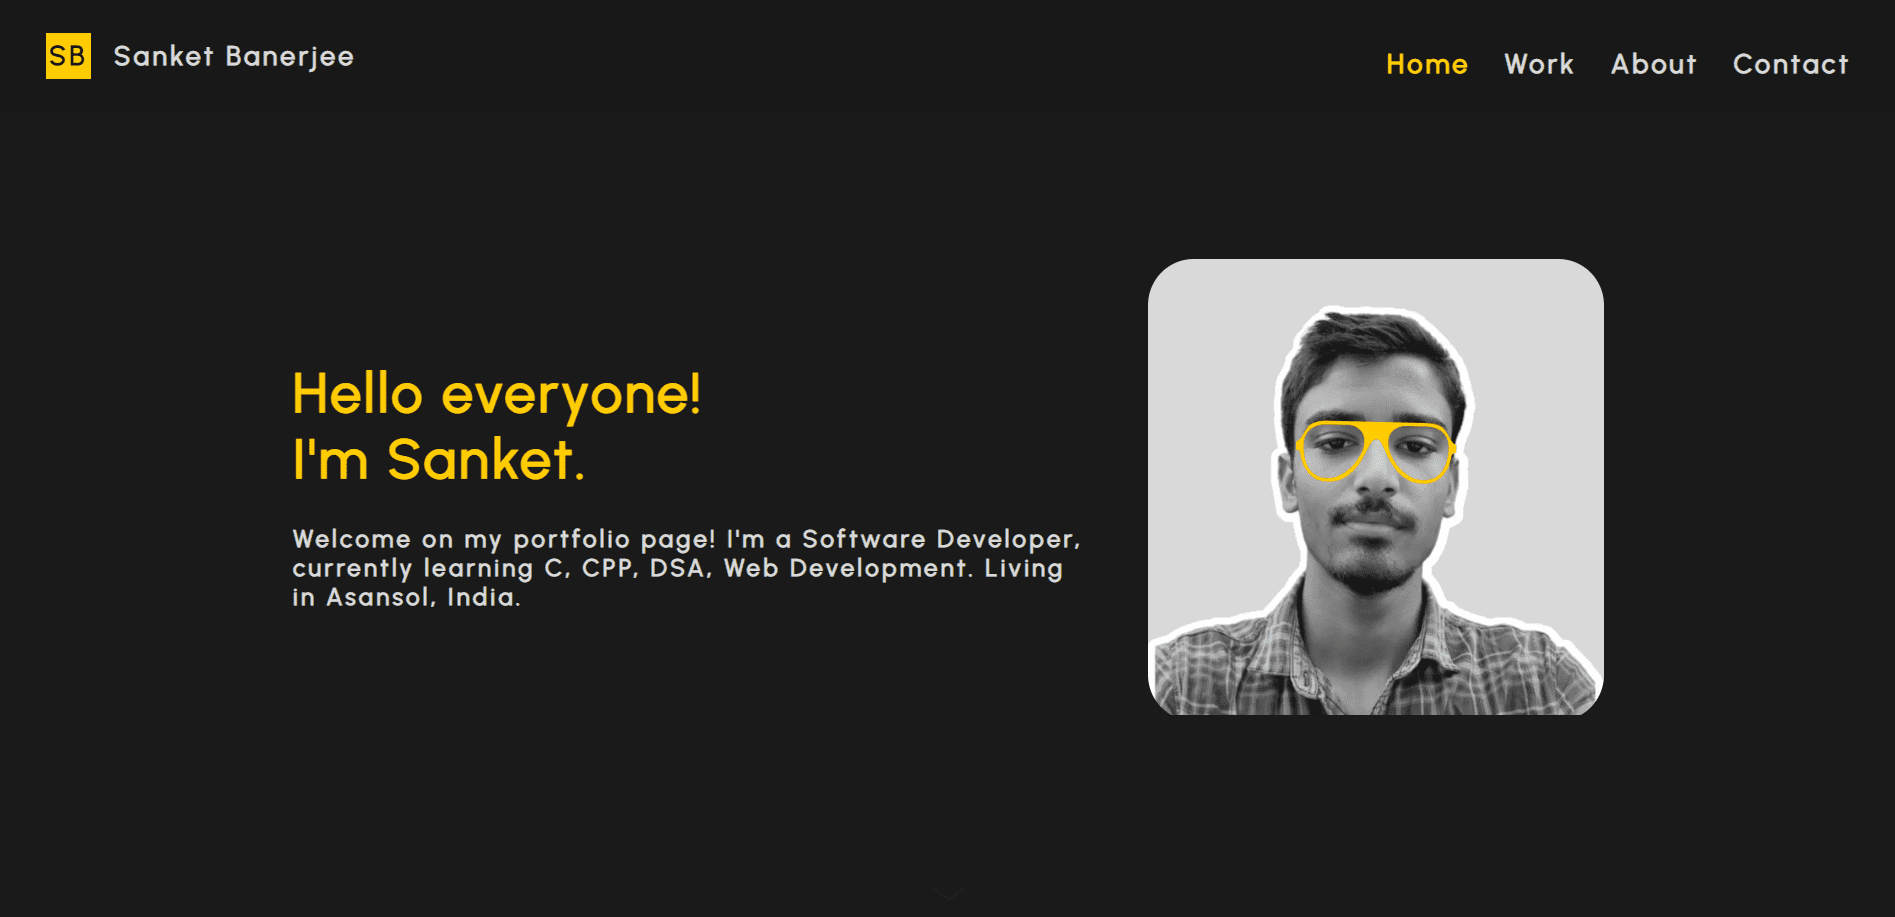 SB Sanket Banerjee
Home Work About Contact
Hello everyone!
I'm Sanket.
Welcome on my portfolio page! I'm a Software Developer,
currently learning C, CPP, DSA, Web Development. Living
in Asansol, India.